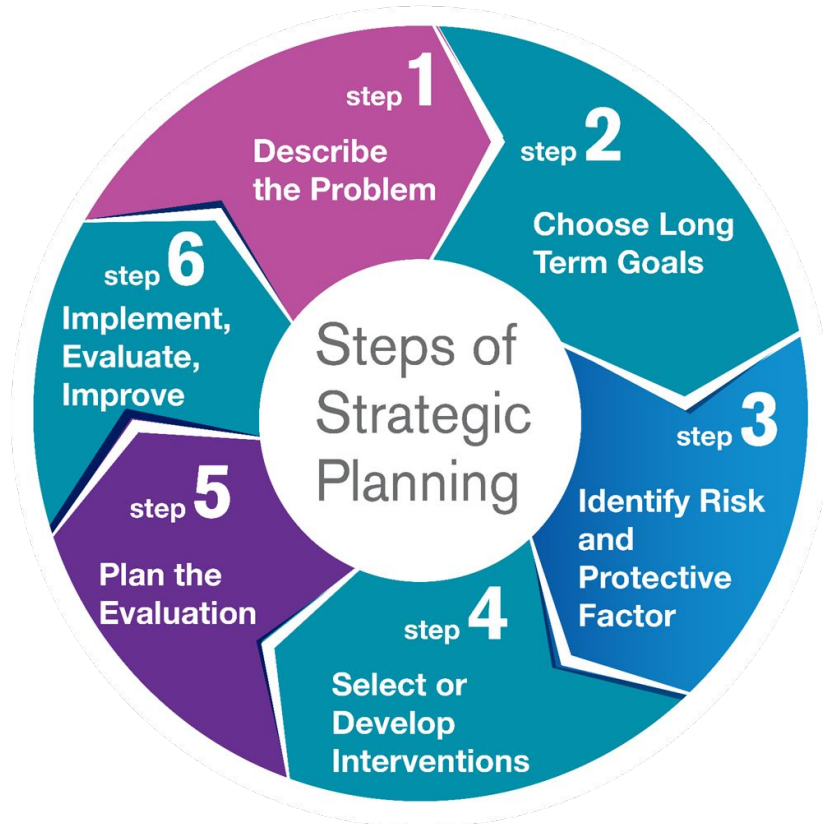 Steps of
Strategic
Planning
step 1
Describe
the Problem
step 2
Choose Long
Term Goals
step 3
Identify Risk
and
Protective
Factor
step 4
Select or
Develop
Interventions
step 5
Plan the
Evaluation
step 6
Implement,
Evaluate,
Improve